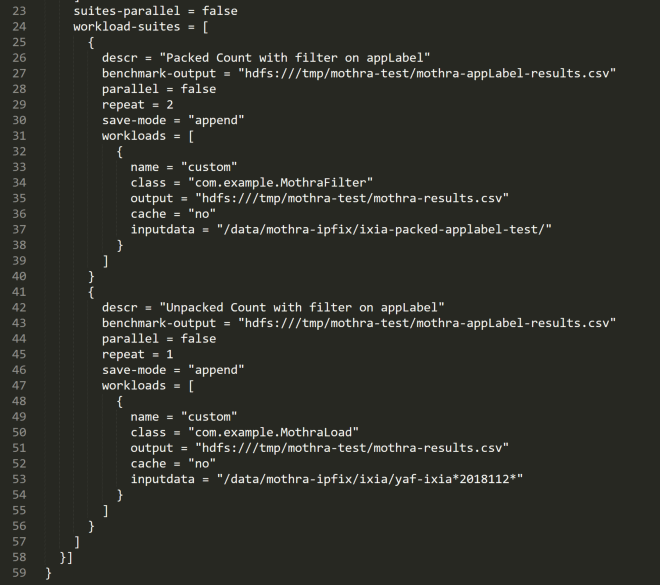 23 suites-parallel = false
24 workload-suites = [
25 {
26 descr = "Packed Count with filter on appLabel"
27 benchmark-output = "hdfs:///tmp/mothra-test/mothra-appLabel-results.csv"
28 parallel = false
29 repeat = 2
30 save-mode = "append"
31 workloads = [
32 {
33 name = "custom"
34 class = "com.example.MothraFilter"
35 output = "hdfs:///tmp/mothra-test/mothra-results.csv"
36 cache = "no"
37 inputdata = "/data/mothra-ipfix/ixia-packed-applabel-test/"
38 }
39 ]
40 }
41 {
42 descr = "Unpacked Count with filter on appLabel"
43 benchmark-output = "hdfs:///tmp/mothra-test/mothra-appLabel-results.csv"
44 parallel = false
45 repeat = 1
46 save-mode = "append"
47 workloads = [
48 {
49 name = "custom"
50 class = "com.example.MothraLoad"
51 output = "hdfs:///tmp/mothra-test/mothra-results.csv"
52 cache = "no"
53 inputdata = "/data/mothra-ipfix/ixia/yaf-ixia*2018112*"
54 }
55 ]
56 }
57 ]
58 }]
59 }